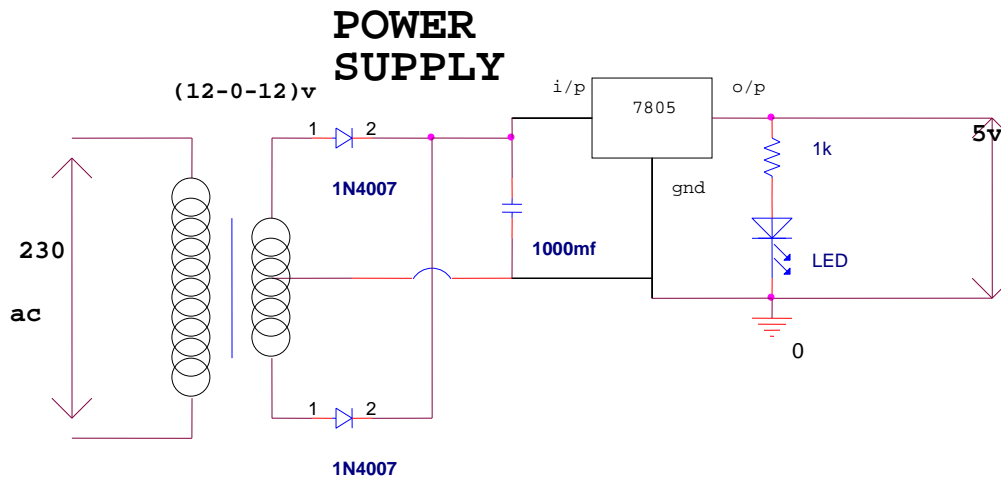 POWER
SUPPLY
(12-0-12)v
i/p
7805
o/p
1 2
1N4007
1k
5v
gnd
230
1000mf
LED
ac
0
1 2
1N4007